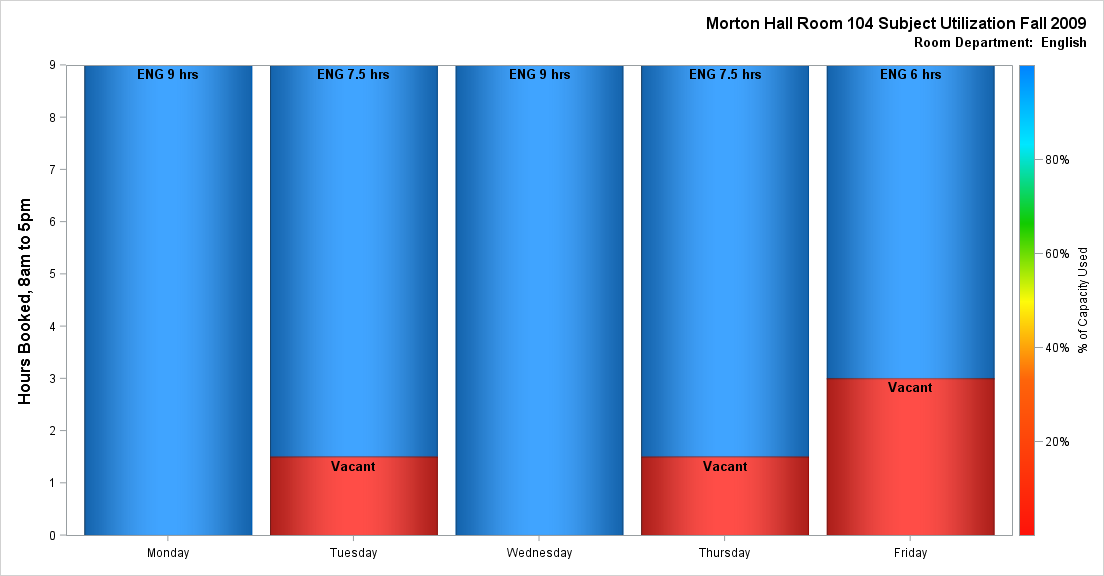 Morton Hall Room 104 Subject Utilization Fall 2009
Room Department: English
Hours Booked, 8am to 5pm
9
8
7
6
5
4
3
2
1
0
ENG 9 hrs
ENG 7.5 hrs
ENG 9 hrs
ENG 7.5 hrs
ENG 6 hrs
Vacant
Vacant
Vacant
Monday
Tuesday
Wednesday
Thursday
Friday
80%
60%
40%
20%
% of Capacity Used